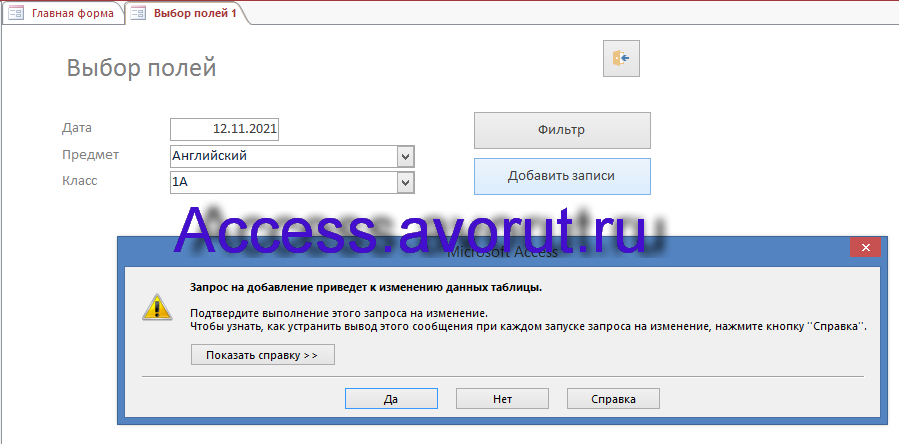 Главная форма
Выбор полей 1
Выбор полей
Дата
12.11.2021
Фильтр
Предмет
Английский
Класс
1А
Добавить записи
Access.avorut.ru
Microsoft Access
Запрос на добавление приведет к изменению данных таблицы.
Подтвердите выполнение этого запроса на изменение.
Чтобы узнать, как устранить вывод этого сообщения при каждом запуске запроса на изменение, нажмите кнопку "Справка".
Показать справку >>
Да
Нет
Справка